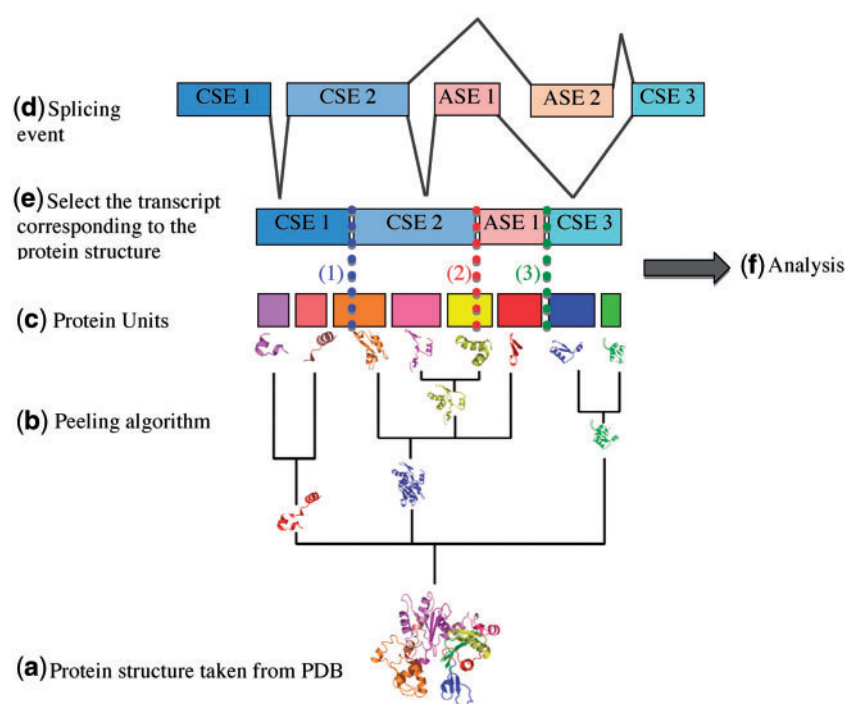 CSE 1 CSE 2 ASE 1 ASE 2 CSE 3
(d) Splicing
event
(e) Select the transcript
corresponding to the
protein structure
CSE 1 CSE 2 ASE 1 CSE 3
(1) (2) (3)
(f) Analysis
(c) Protein Units
(b) Peeling algorithm
(a) Protein structure taken from PDB